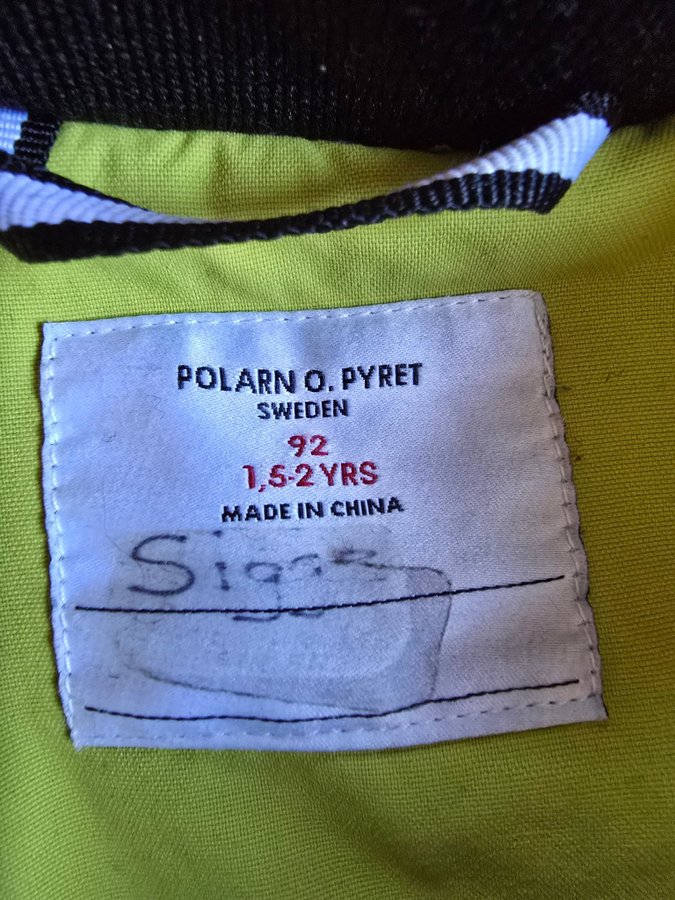 POLARN O. PYRET
SWEDEN
92
1,5-2 YRS
MADE IN CHINA